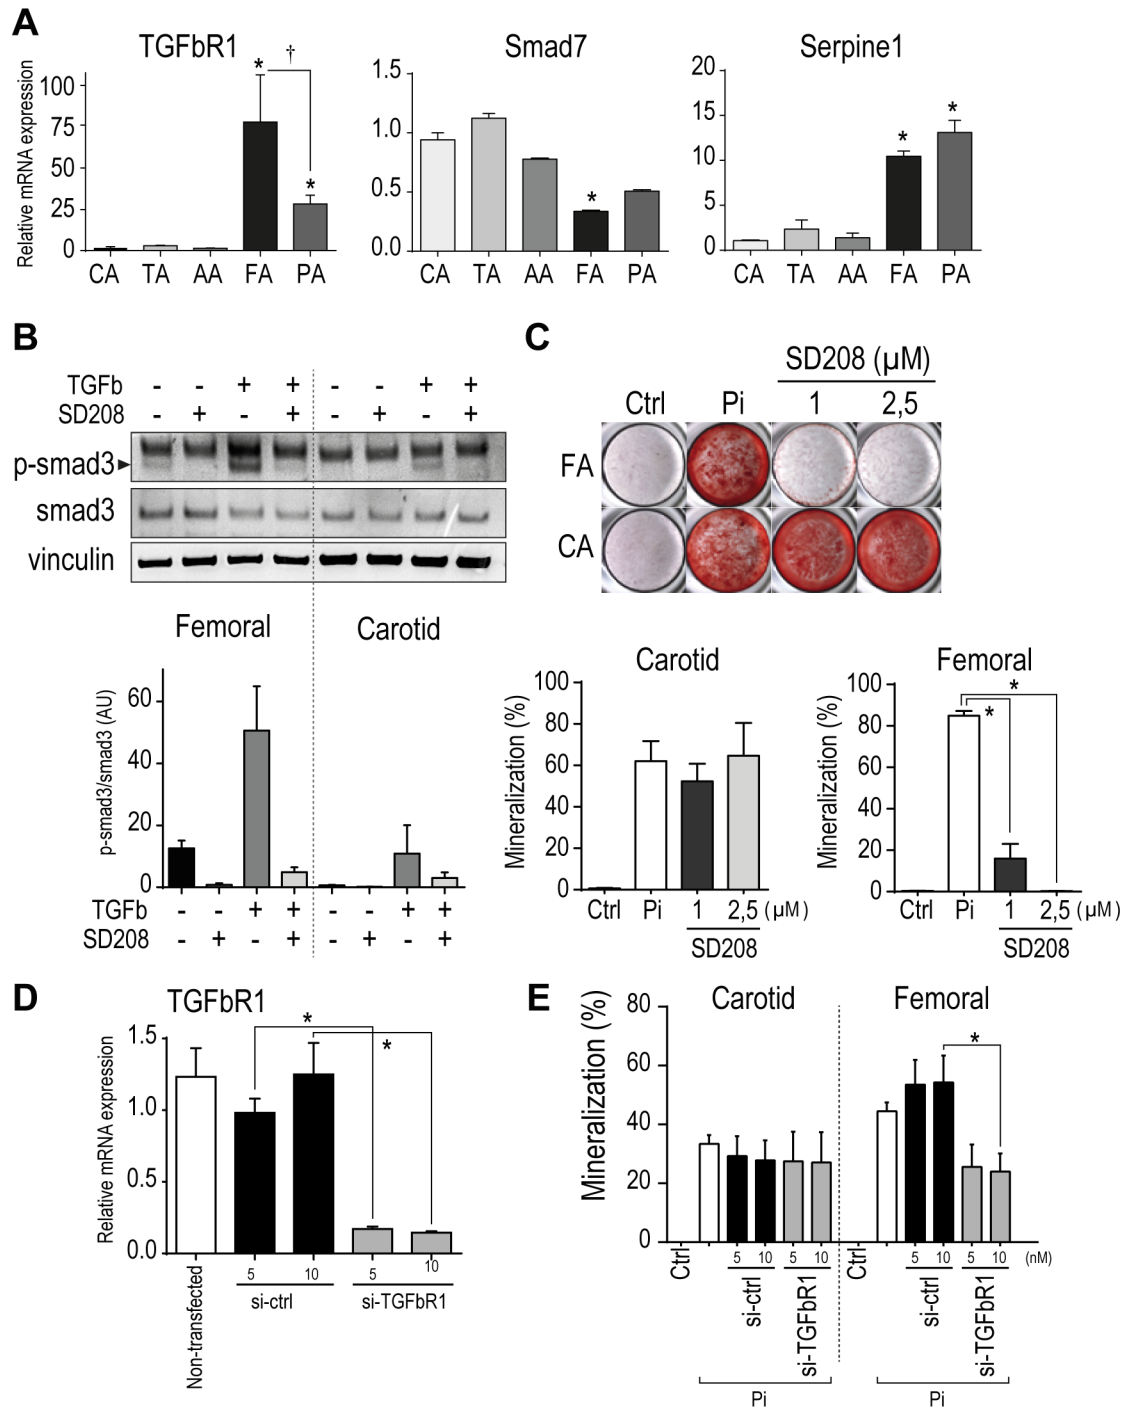 A
TGFbR1
Smad7
Serpine1
Relative mRNA expression
100
75
50
25
0
CA TA AA FA PA
* † *
1.5
1.0
0.5
0.0
CA TA AA FA PA
*
20
15
10
5
0
CA TA AA FA PA
* *
B
TGFb - - + + - - + +
SD208 - + - + - + - +
p-smad3
smad3
vinculin
Femoral Carotid
p-smad3/smad3 (AU)
60
40
20
0
TGFb - - + + - - + +
SD208 - + - + - + - +
C
SD208 (µM)
Ctrl Pi 1 2,5
FA
CA
Carotid
Mineralization (%)
100
80
60
40
20
0
Ctrl Pi 1 2,5 (µM)
SD208
Femoral
Mineralization (%)
100
80
60
40
20
0
* *
Ctrl Pi 1 2,5 (µM)
SD208
D
TGFbR1
Relative mRNA expression
1.5
1.0
0.5
0.0
* *
Non-transfected
5 10 5 10
si-ctrl si-TGFbR1
E
Carotid Femoral
Mineralization (%)
80
60
40
20
0
*
Ctrl 5 10 5 10 Ctrl 5 10 5 10 (nM)
si-ctrl si-TGFbR1 si-ctrl si-TGFbR1
Pi Pi